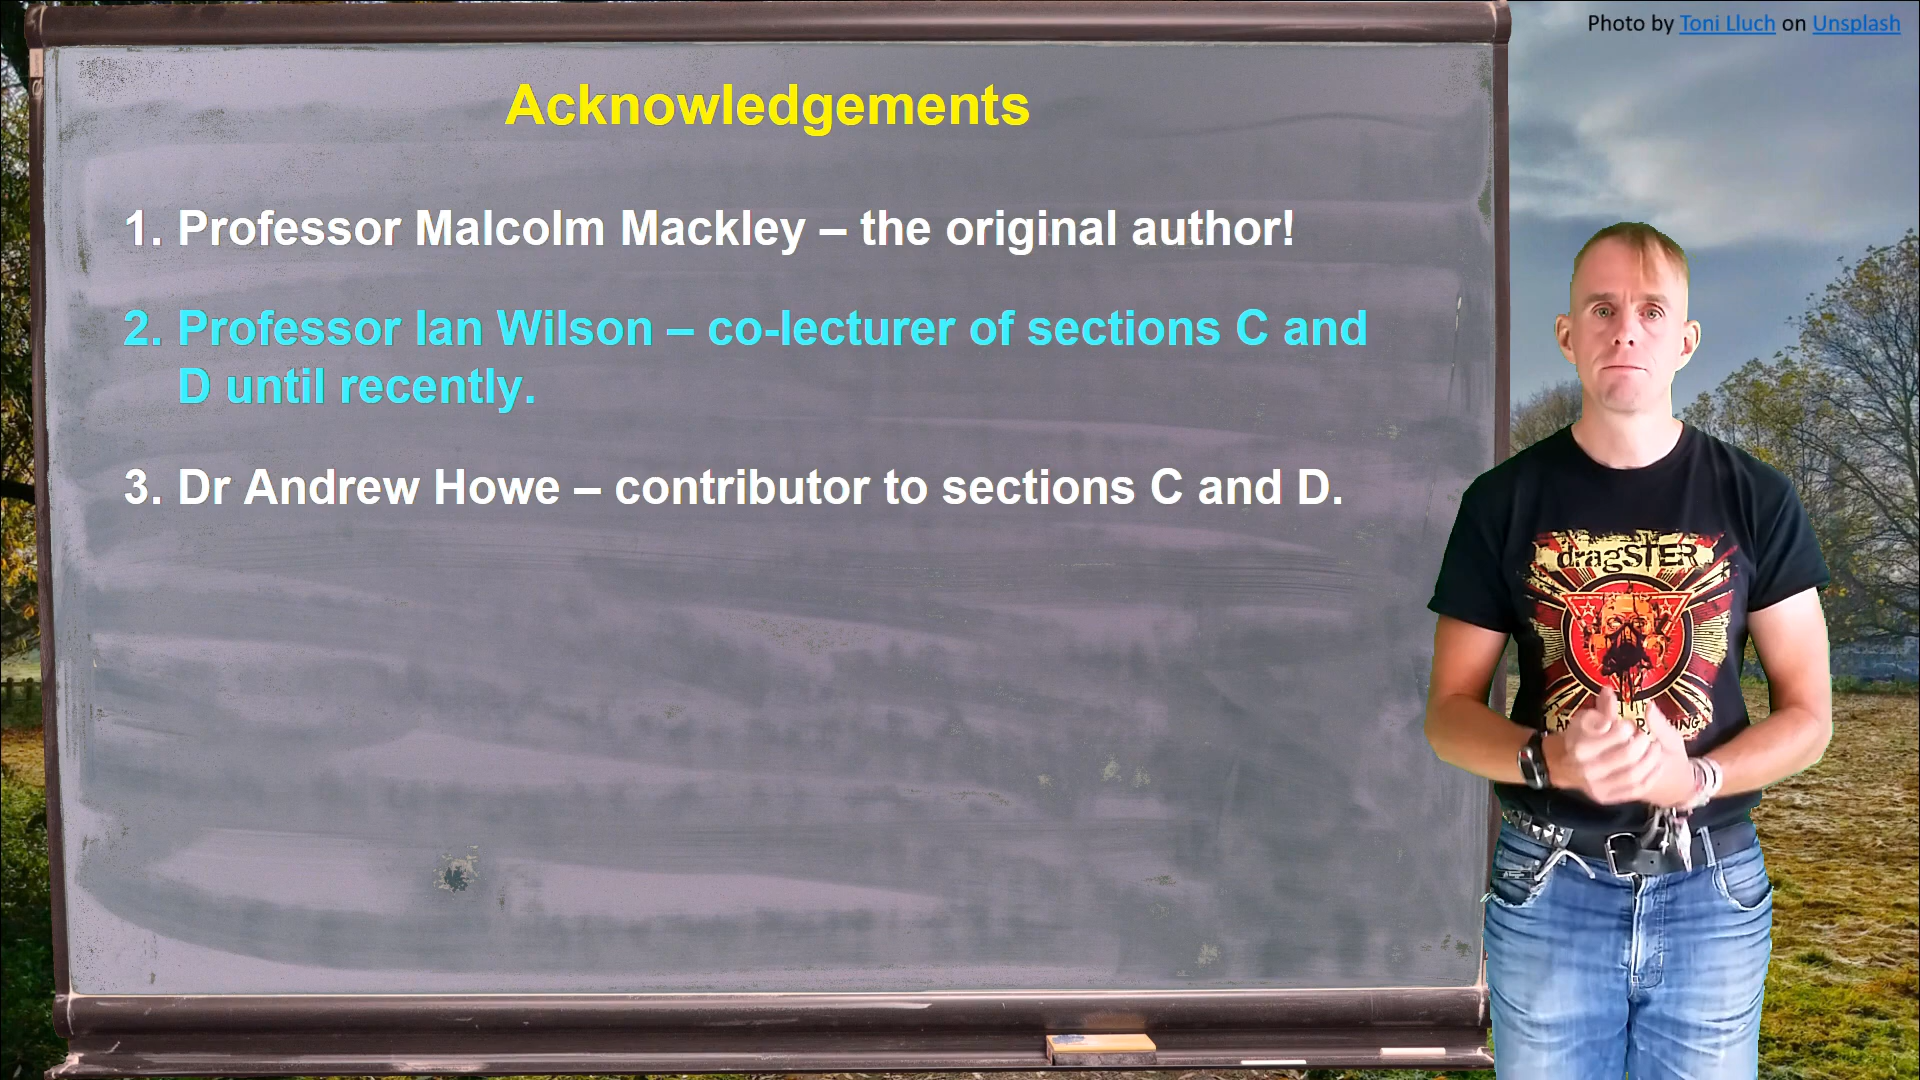 Photo by Toni Lluch on Unsplash
Acknowledgements
1. Professor Malcolm Mackley – the original author!
2. Professor Ian Wilson – co-lecturer of sections C and
D until recently.
3. Dr Andrew Howe – contributor to sections C and D.
dragSTER